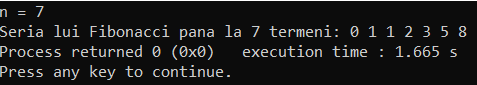 n = 7
Seria lui Fibonacci pana la 7 termeni: 0 1 1 2 3 5 8
Process returned 0 (0x0)   execution time : 1.665 s
Press any key to continue.